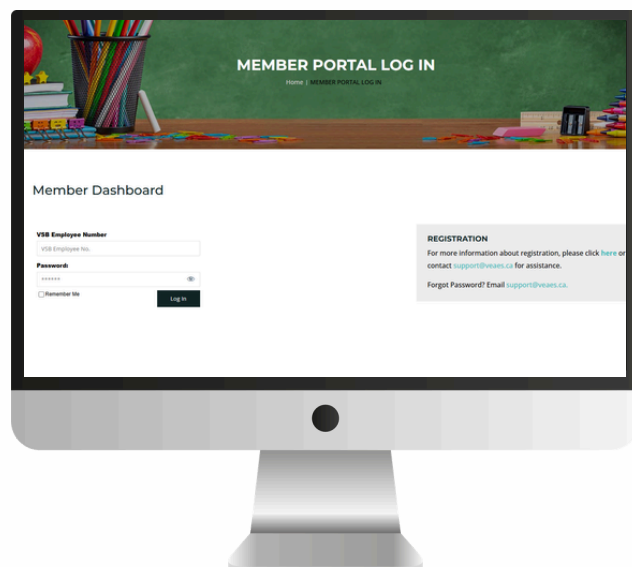 MEMBER PORTAL LOG IN
Home | MEMBER PORTAL LOG IN
Member Dashboard
VSB Employee Number
VSB Employee No.
Password:
******
Remember Me
Log In
REGISTRATION
For more information about registration, please click here or
contact support@veaes.ca for assistance.
Forgot Password? Email support@veaes.ca.